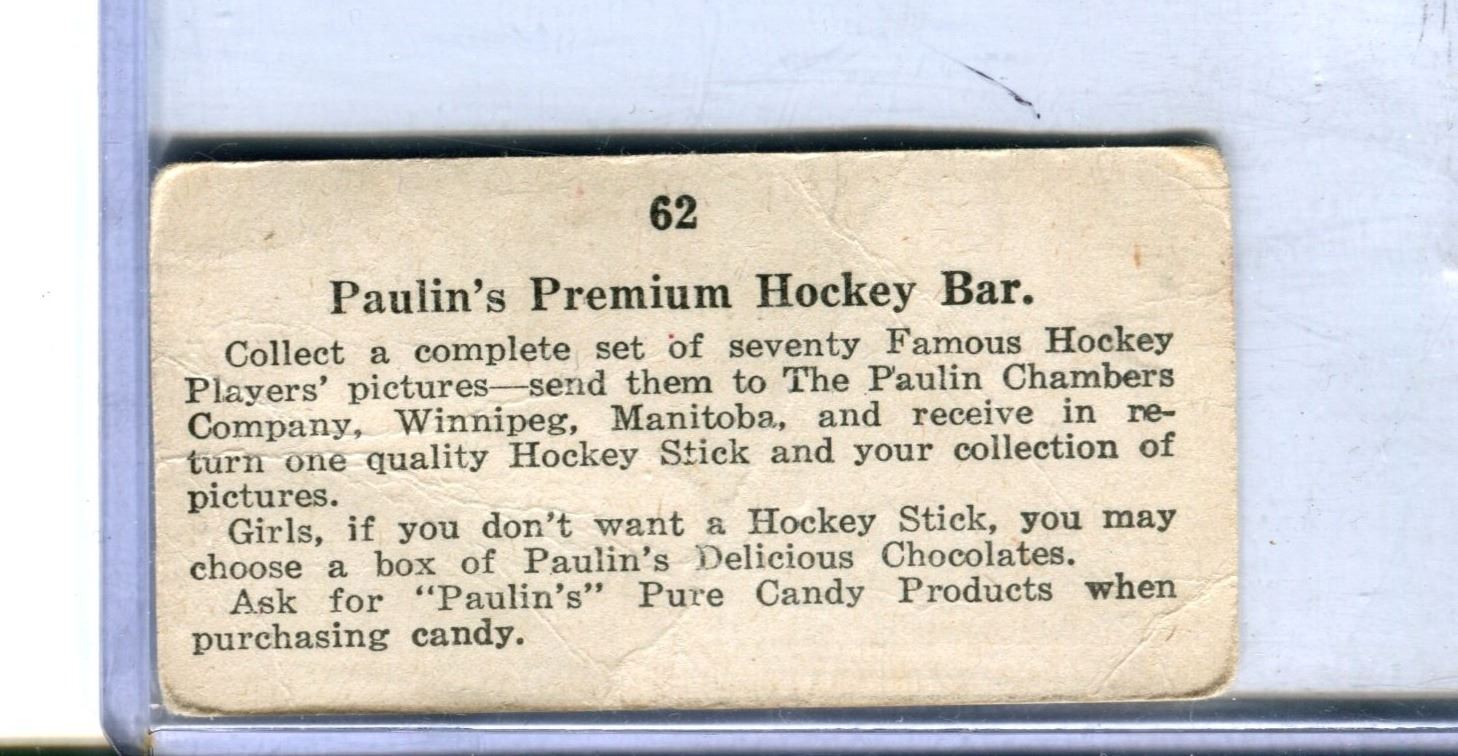 62
Paulin's Premium Hockey Bar.
Collect a complete set of seventy Famous Hockey
Players' pictures—send them to The Paulin Chambers
Company, Winnipeg, Manitoba, and receive in re-
turn one quality Hockey Stick and your collection of
pictures.
Girls, if you don't want a Hockey Stick, you may
choose a box of Paulin's Delicious Chocolates.
Ask for "Paulin's" Pure Candy Products when
purchasing candy.